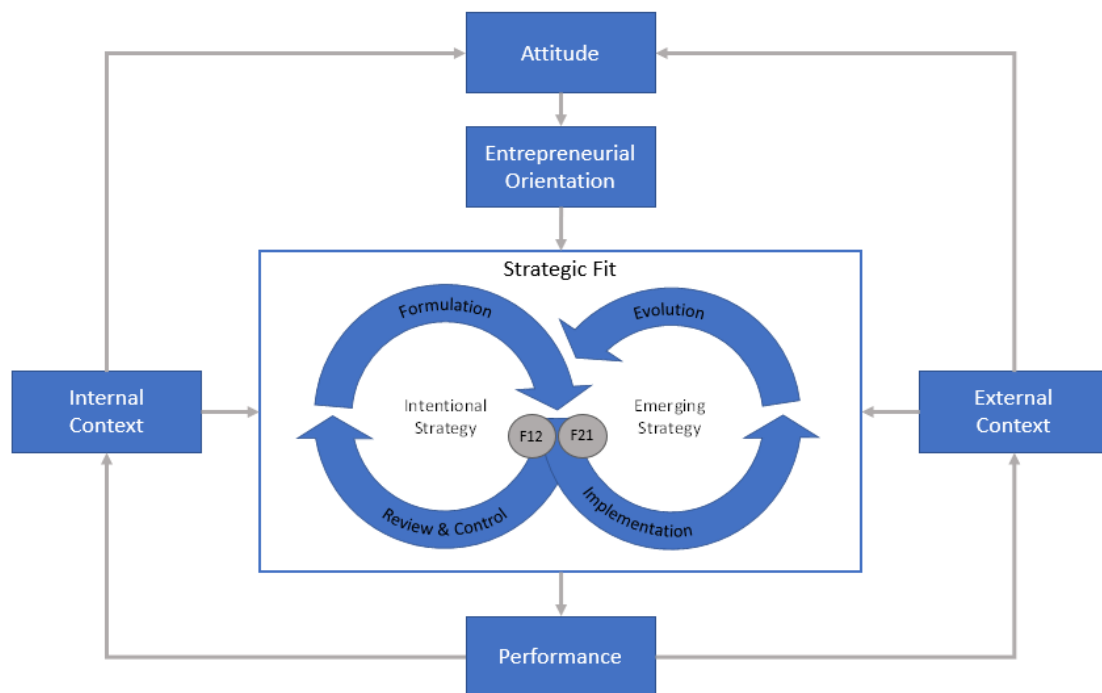 Attitude
Entrepreneurial
Orientation
Strategic Fit
Formulation
Evolution
Internal
Context
Intentional
Strategy
Emerging
Strategy
External
Context
F12
F21
Review & Control
Implementation
Performance